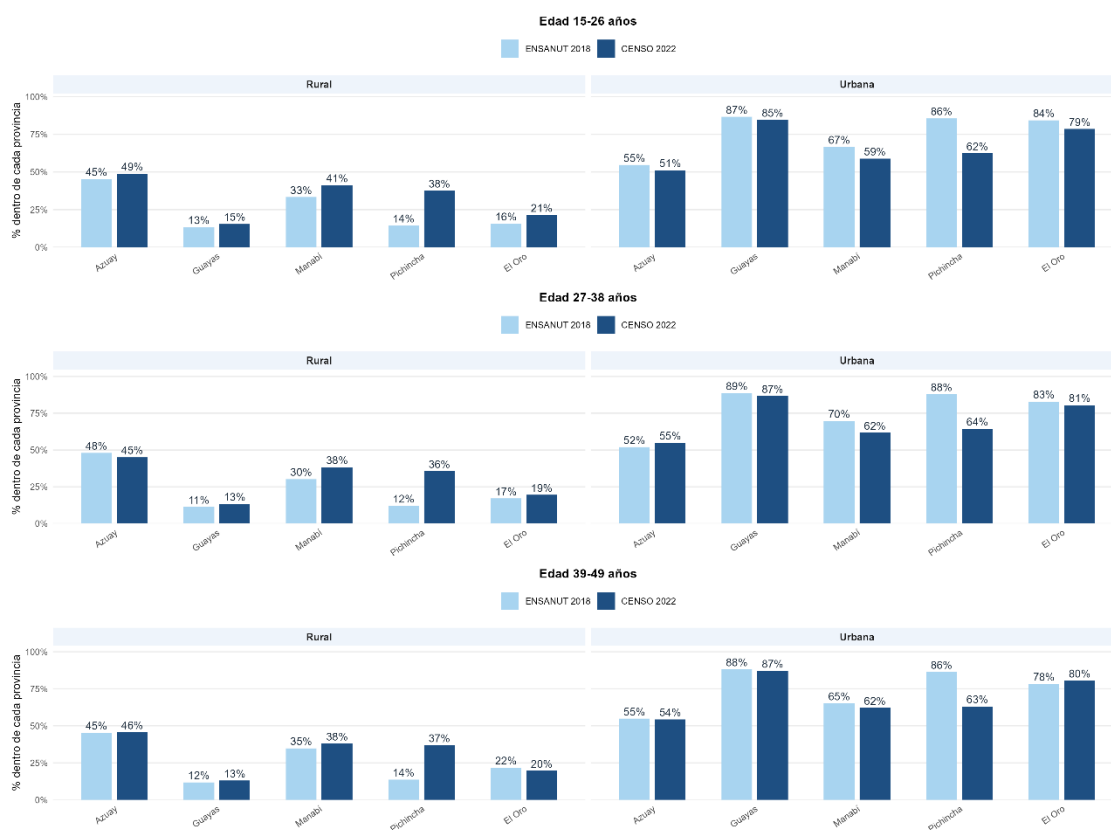 Edad 15-26 años
ENSANUT 2018 CENSO 2022
Rural Urbana
% dentro de cada provincia
100%
75%
50%
25%
0%
45% 49% 13% 15% 33% 41% 14% 38% 16% 21%
55% 51% 87% 85% 67% 59% 86% 62% 84% 79%
Azuay Guayas Manabí Pichincha El Oro Azuay Guayas Manabí Pichincha El Oro
Edad 27-38 años
ENSANUT 2018 CENSO 2022
Rural Urbana
% dentro de cada provincia
100%
75%
50%
25%
0%
48% 45% 11% 13% 30% 38% 12% 36% 17% 19%
52% 55% 89% 87% 70% 62% 88% 64% 83% 81%
Azuay Guayas Manabí Pichincha El Oro Azuay Guayas Manabí Pichincha El Oro
Edad 39-49 años
ENSANUT 2018 CENSO 2022
Rural Urbana
% dentro de cada provincia
100%
75%
50%
25%
0%
45% 46% 12% 13% 35% 38% 14% 37% 22% 20%
55% 54% 88% 87% 65% 62% 86% 63% 78% 80%
Azuay Guayas Manabí Pichincha El Oro Azuay Guayas Manabí Pichincha El Oro